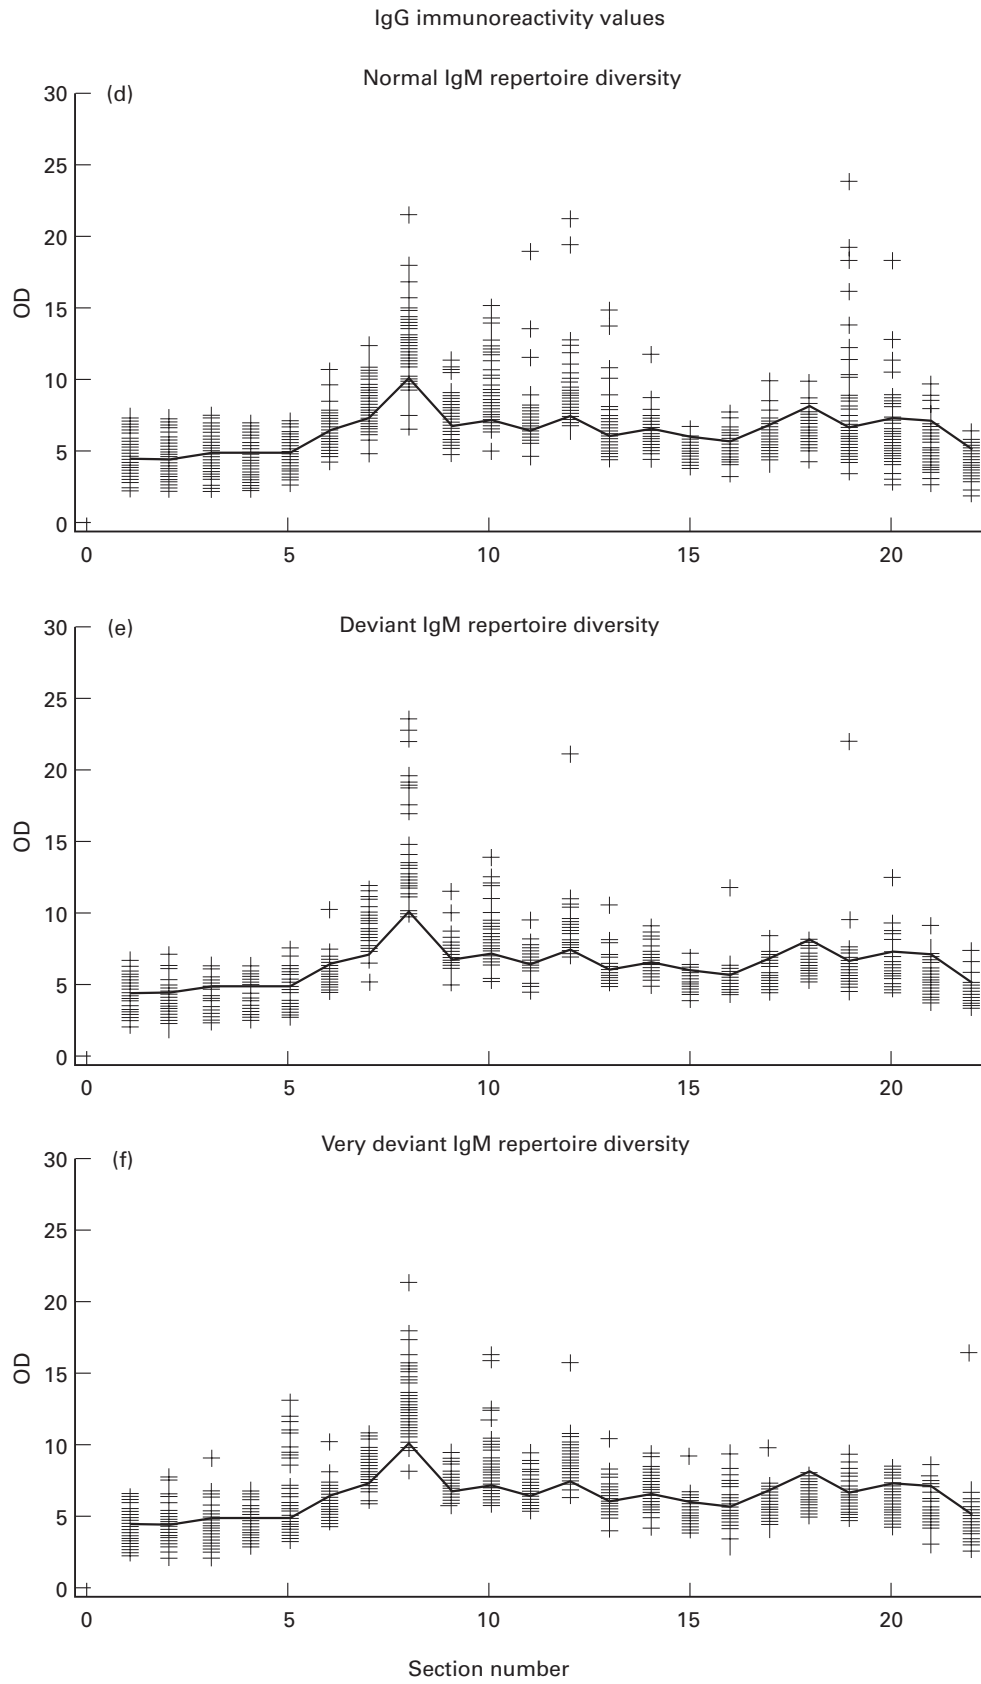 IgG immunoreactivity values
Normal IgM repertoire diversity
(d)
30
25
20
15
10
5
0
OD
0 5 10 15 20
Deviant IgM repertoire diversity
(e)
30
25
20
15
10
5
0
OD
0 5 10 15 20
Very deviant IgM repertoire diversity
(f)
30
25
20
15
10
5
0
OD
0 5 10 15 20
Section number